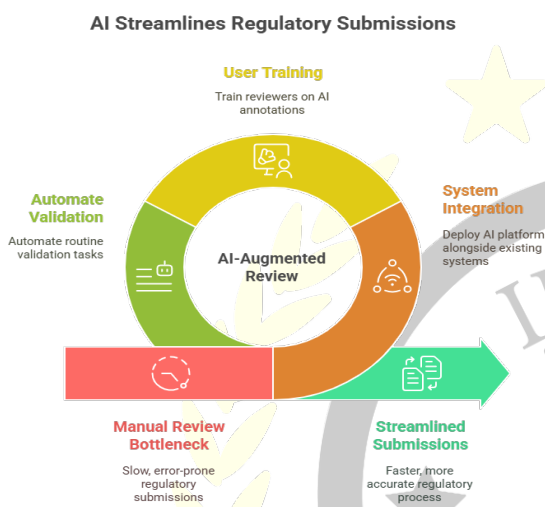 AI Streamlines Regulatory Submissions
User Training
Train reviewers on AI
annotations
Automate
Validation
Automate routine
validation tasks
System
Integration
Deploy AI platform
alongside existing
systems
AI-Augmented
Review
Manual Review
Bottleneck
Slow, error-prone
regulatory
submissions
Streamlined
Submissions
Faster, more
accurate regulatory
process